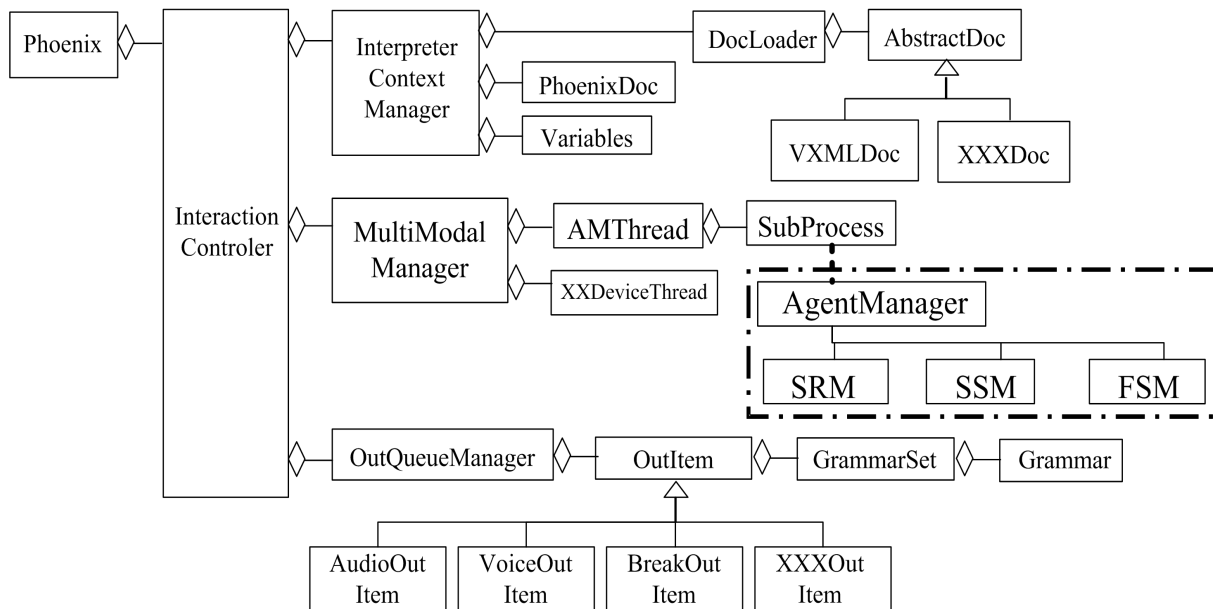 Phoenix
Interaction
Controler
Interpreter
Context
Manager
DocLoader
AbstractDoc
PhoenixDoc
Variables
VXMLDoc
XXXDoc
MultiModal
Manager
AMThread
SubProcess
XXDeviceThread
AgentManager
SRM
SSM
FSM
OutQueueManager
OutItem
GrammarSet
Grammar
AudioOut
Item
VoiceOut
Item
BreakOut
Item
XXXOut
Item